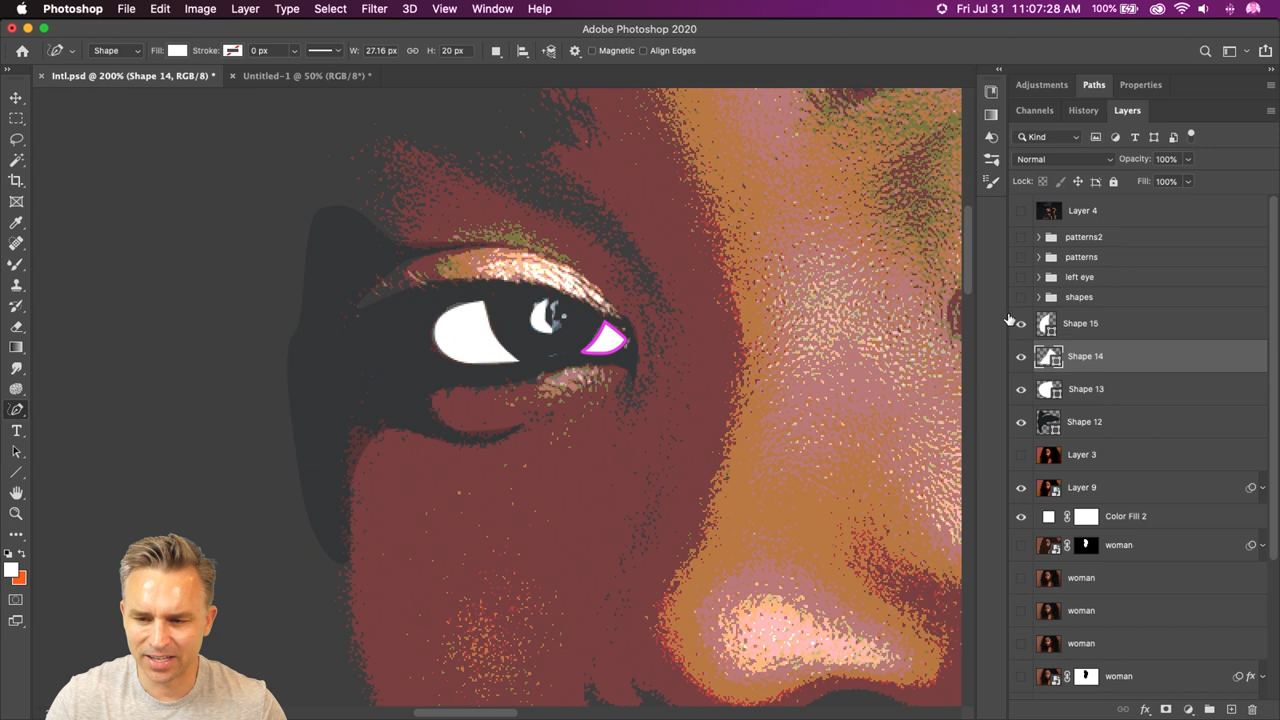 Photoshop File Edit Image Layer Type Select Filter 3D View Window Help 100% Fri Jul 31 11:07:28 AM
Adobe Photoshop 2020
Shape Fill: Stroke: 0 px W: 27.16 px H: 20 px Magnetic Align Edges
Intl.psd @ 200% (Shape 14, RGB/8) * Untitled-1 @ 50% (RGB/8*) *
Adjustments Paths Properties
Channels History Layers
Kind
Normal Opacity: 100%
Lock: Fill: 100%
Layer 4
patterns2
patterns
left eye
shapes
Shape 15
Shape 14
Shape 13
Shape 12
Layer 3
Layer 9
Color Fill 2
woman
woman
woman
woman
woman
fx
fx